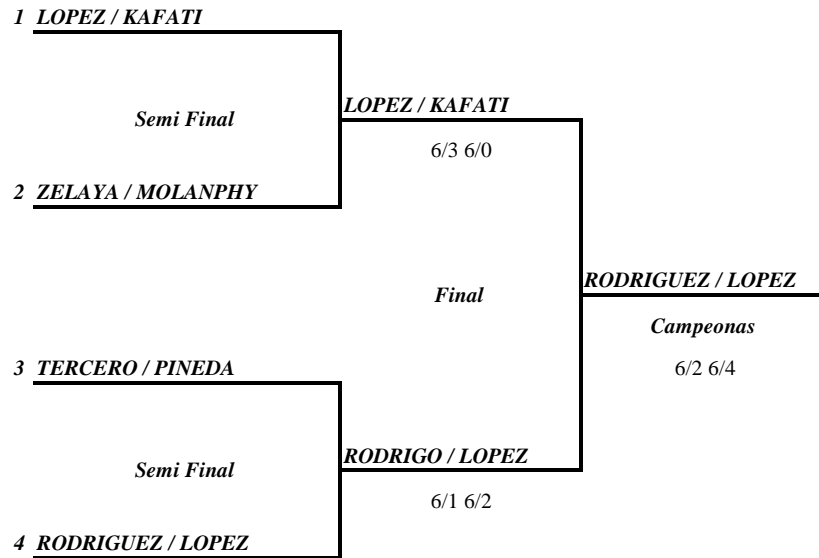 1 LOPEZ / KAFATI
LOPEZ / KAFATI
Semi Final
6/3 6/0
2 ZELAYA / MOLANPHY
RODRIGUEZ / LOPEZ
Final
Campeonas
6/2 6/4
3 TERCERO / PINEDA
RODRIGO / LOPEZ
Semi Final
6/1 6/2
4 RODRIGUEZ / LOPEZ